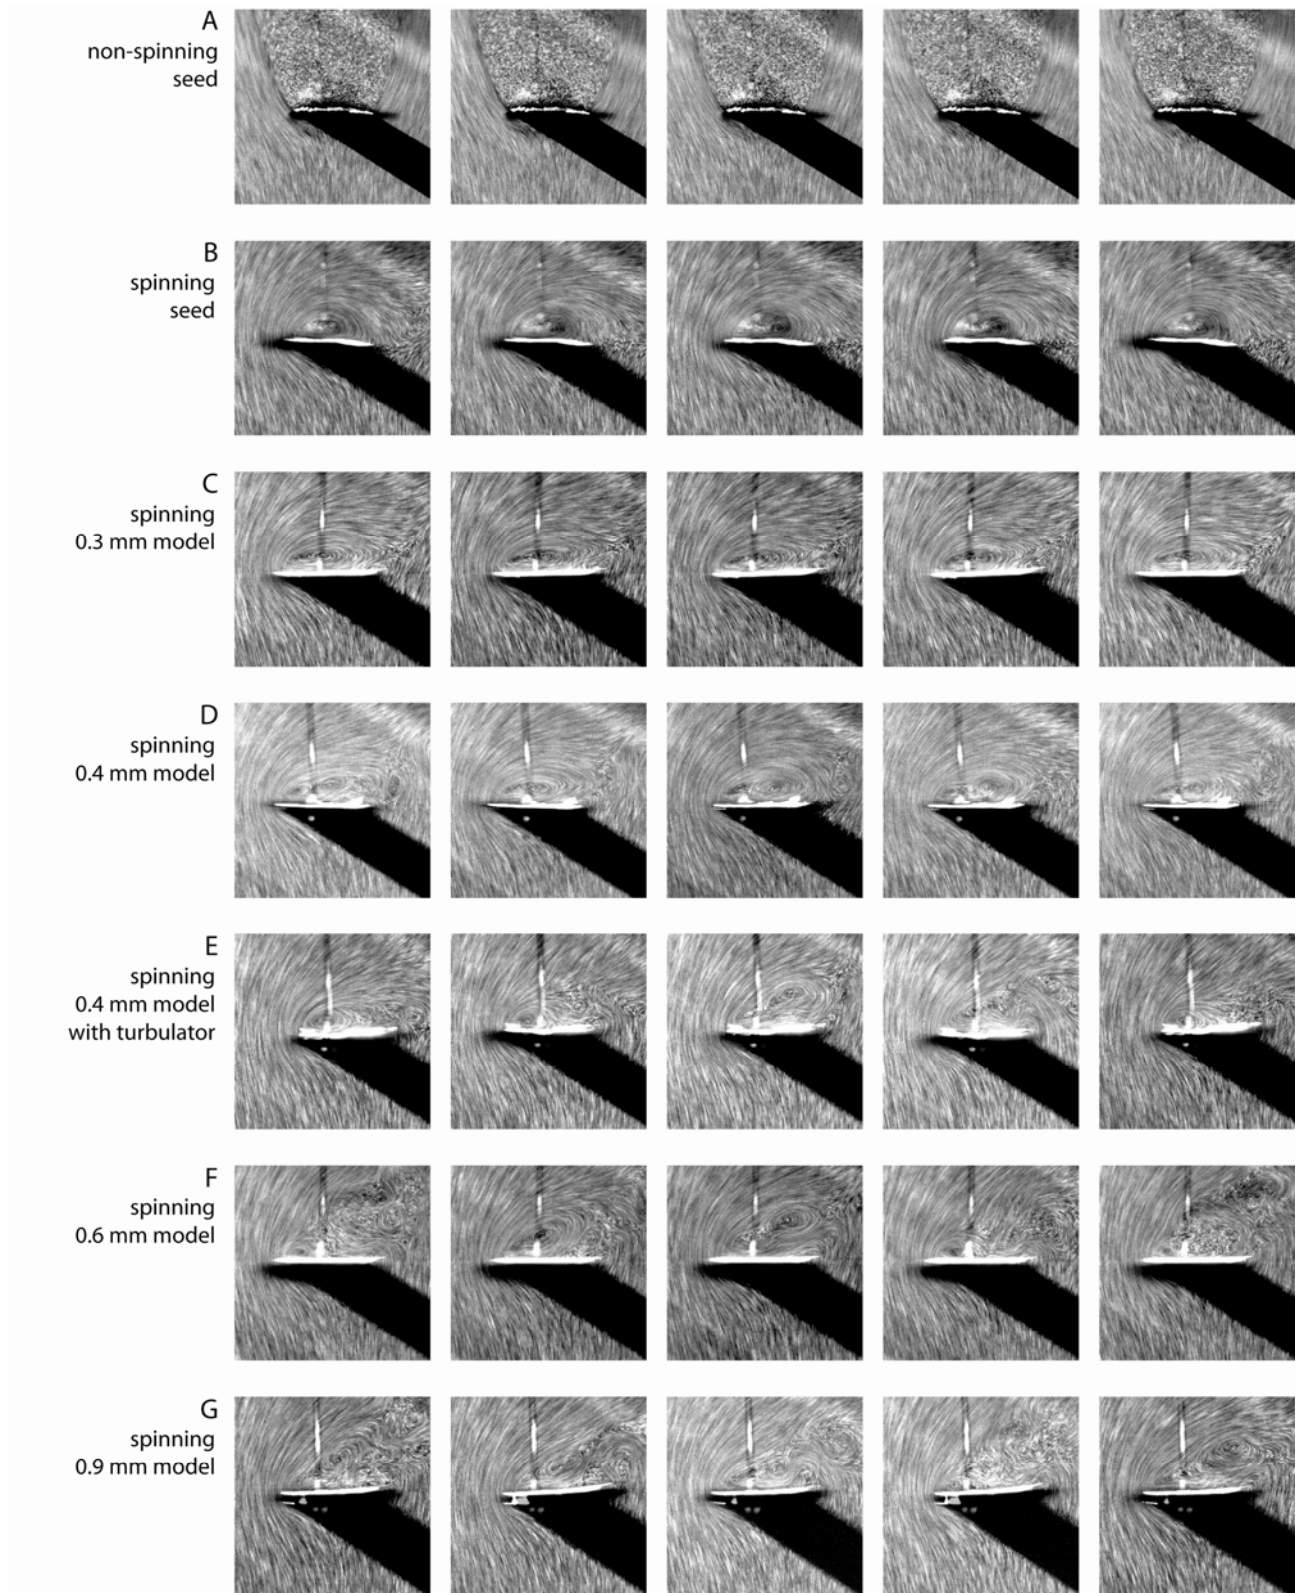 A
non-spinning
seed
B
spinning
seed
C
spinning
0.3 mm model
D
spinning
0.4 mm model
E
spinning
0.4 mm model
with turbulator
F
spinning
0.6 mm model
G
spinning
0.9 mm model